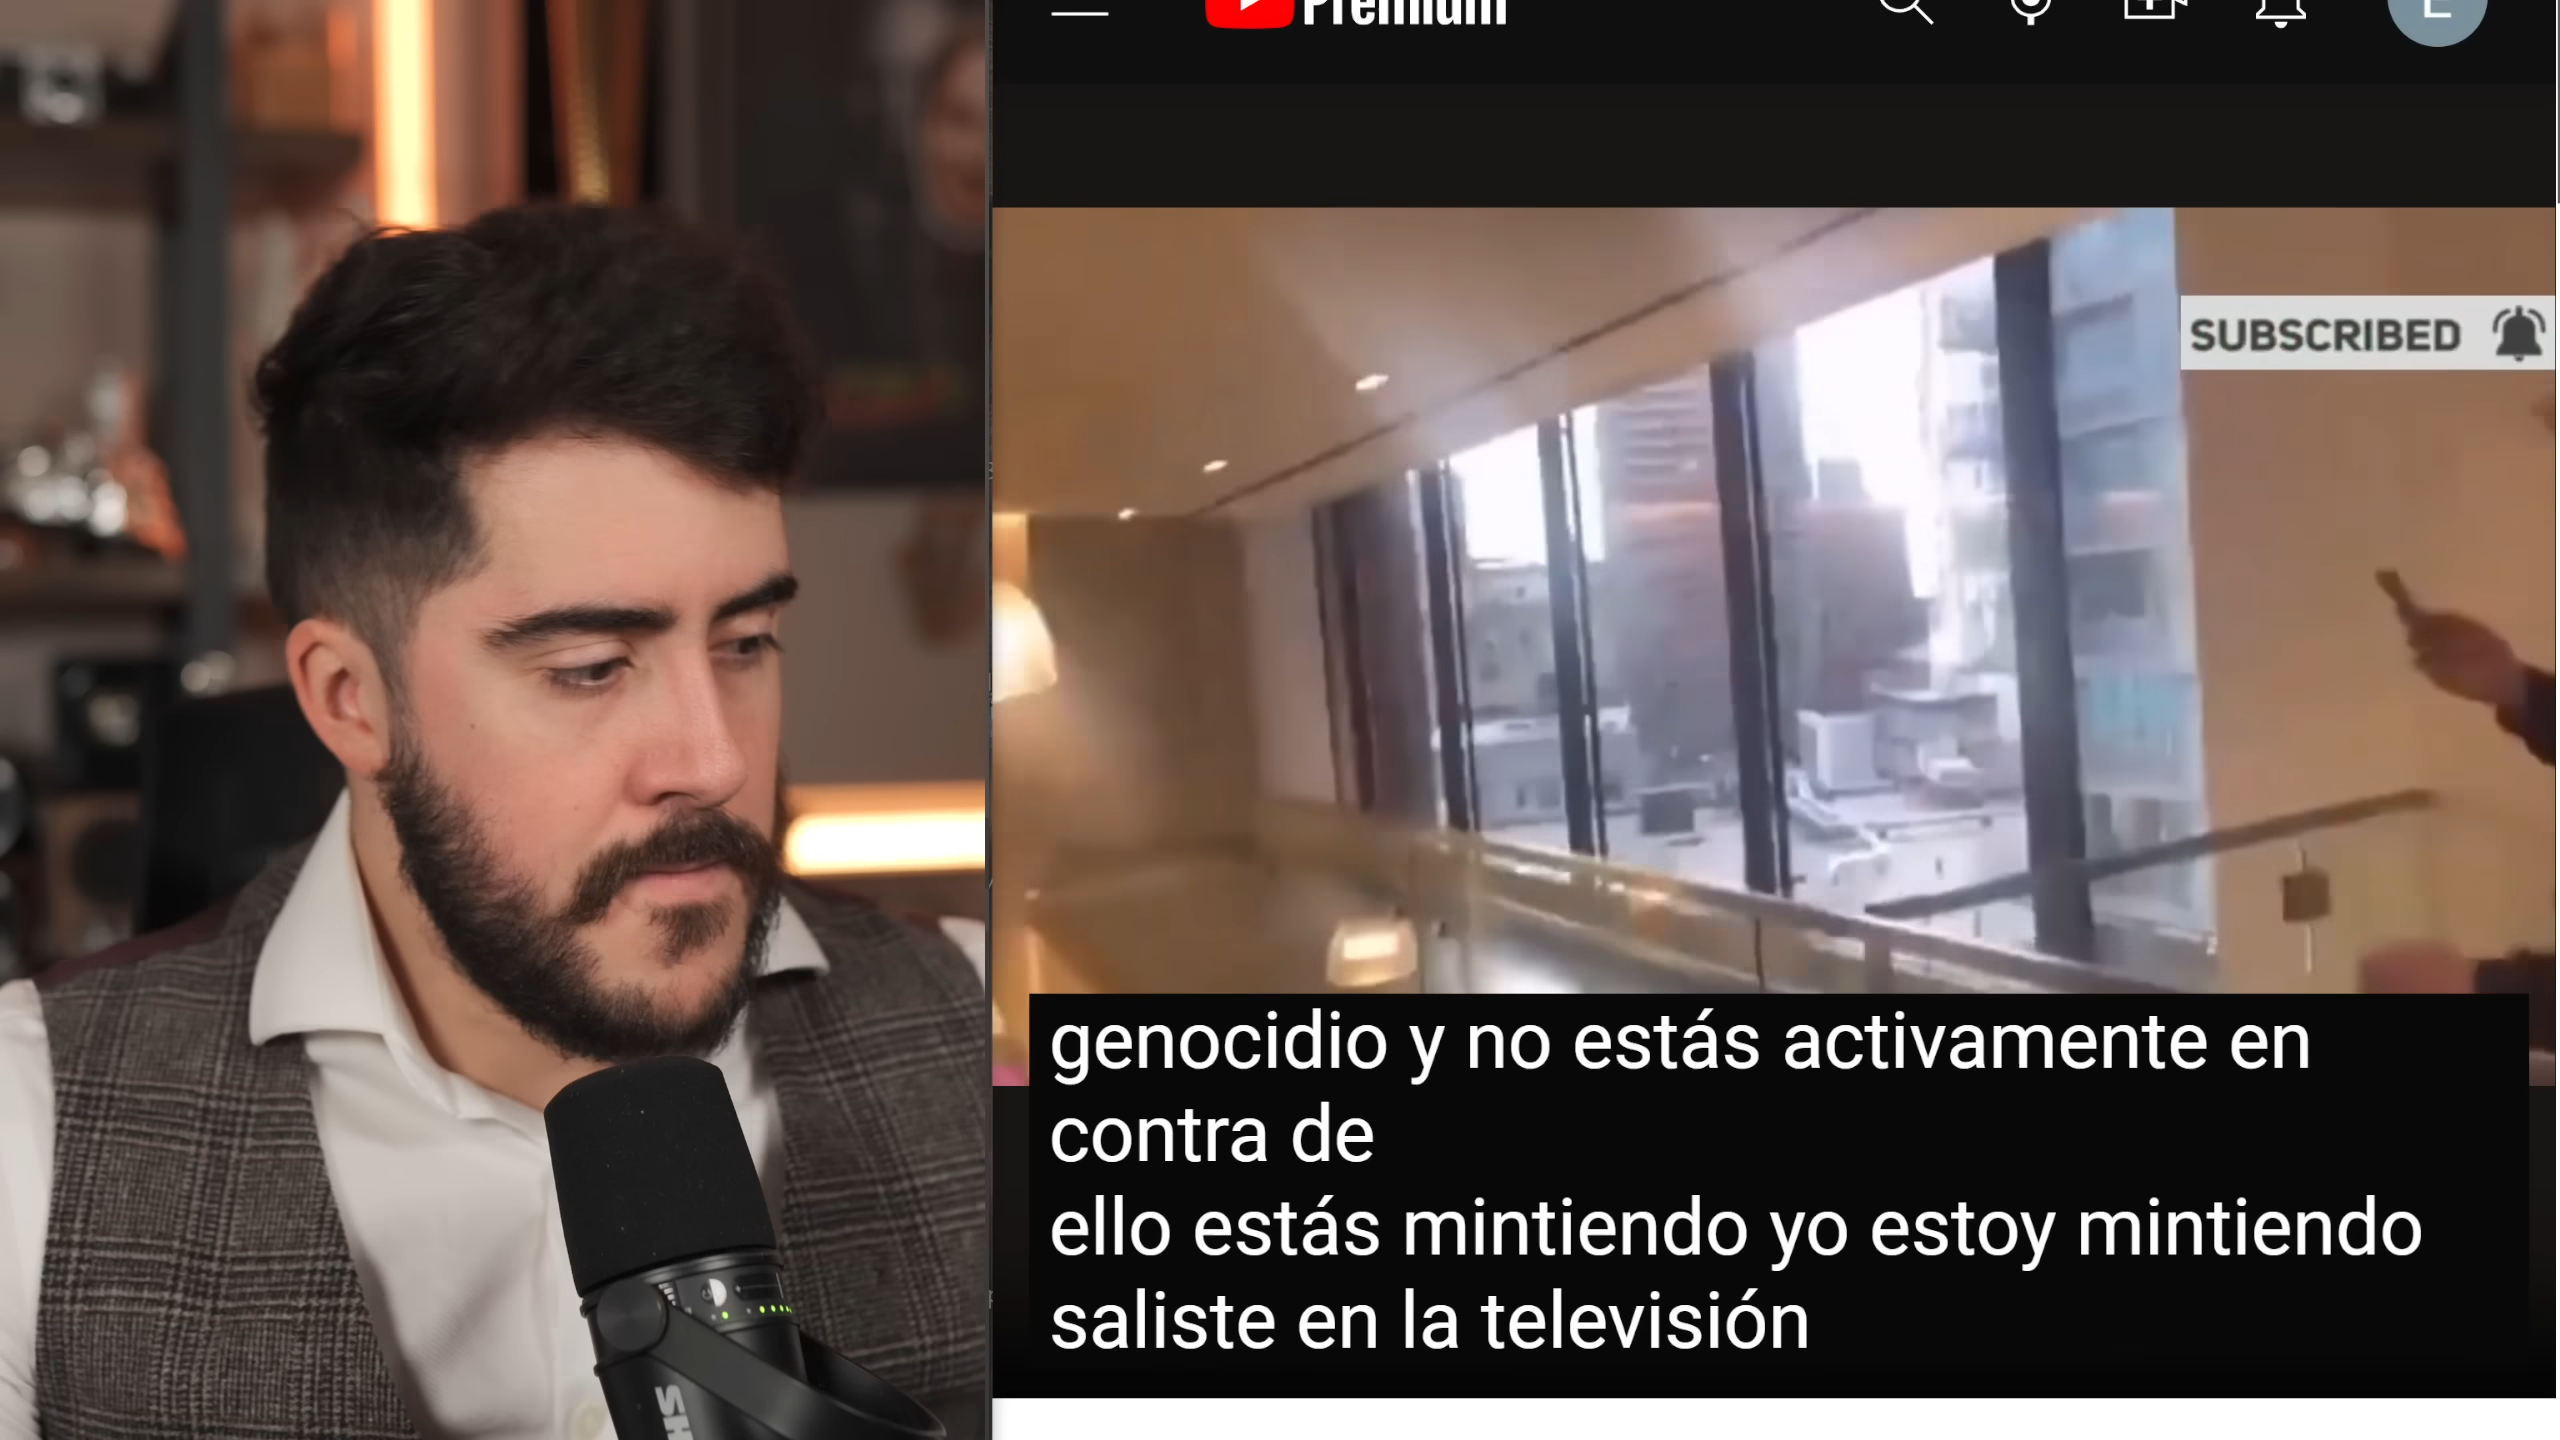 Premium
E
SUBSCRIBED
genocidio y no estás activamente en
contra de
ello estás mintiendo yo estoy mintiendo
saliste en la televisión
SH